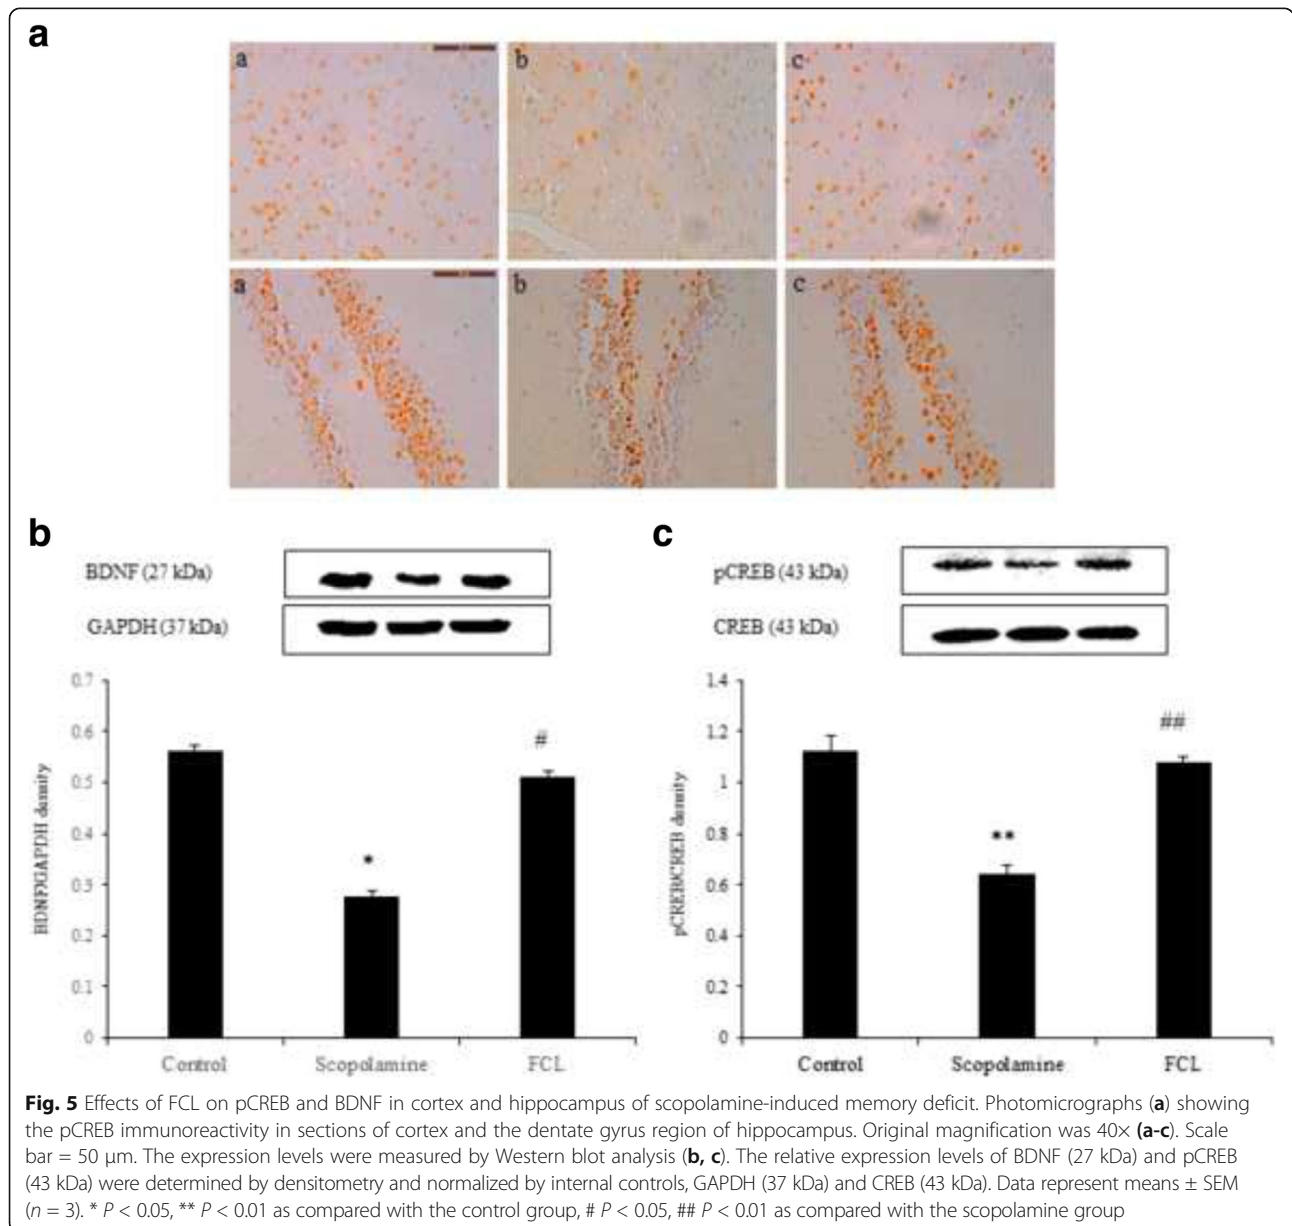 a
a
b
c
a
b
c
b
BDNF (27 kDa)
GAPDH (37 kDa)
0.7
0.6
0.5
0.4
0.3
0.2
0.1
0
BDNF/GAPDH density
*
#
Control
Scopolamine
FCL
c
pCREB (43 kDa)
CREB (43 kDa)
1.4
1.2
1
0.8
0.6
0.4
0.2
0
pCREB/CREB density
**
##
Control
Scopolamine
FCL
Fig. 5 Effects of FCL on pCREB and BDNF in cortex and hippocampus of scopolamine-induced memory deficit. Photomicrographs (a) showing
the pCREB immunoreactivity in sections of cortex and the dentate gyrus region of hippocampus. Original magnification was 40× (a-c). Scale
bar = 50 μm. The expression levels were measured by Western blot analysis (b, c). The relative expression levels of BDNF (27 kDa) and pCREB
(43 kDa) were determined by densitometry and normalized by internal controls, GAPDH (37 kDa) and CREB (43 kDa). Data represent means ± SEM
(n = 3). * P < 0.05, ** P < 0.01 as compared with the control group, # P < 0.05, ## P < 0.01 as compared with the scopolamine group